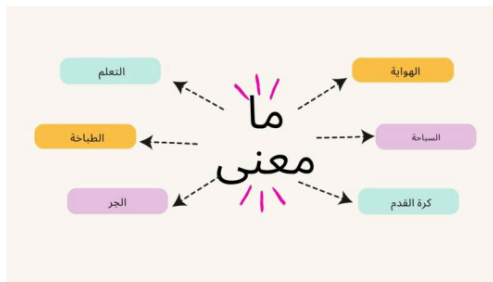 ما
معنى
الهواية
السباحة
كرة القدم
التعلم
الطباخة
الجر